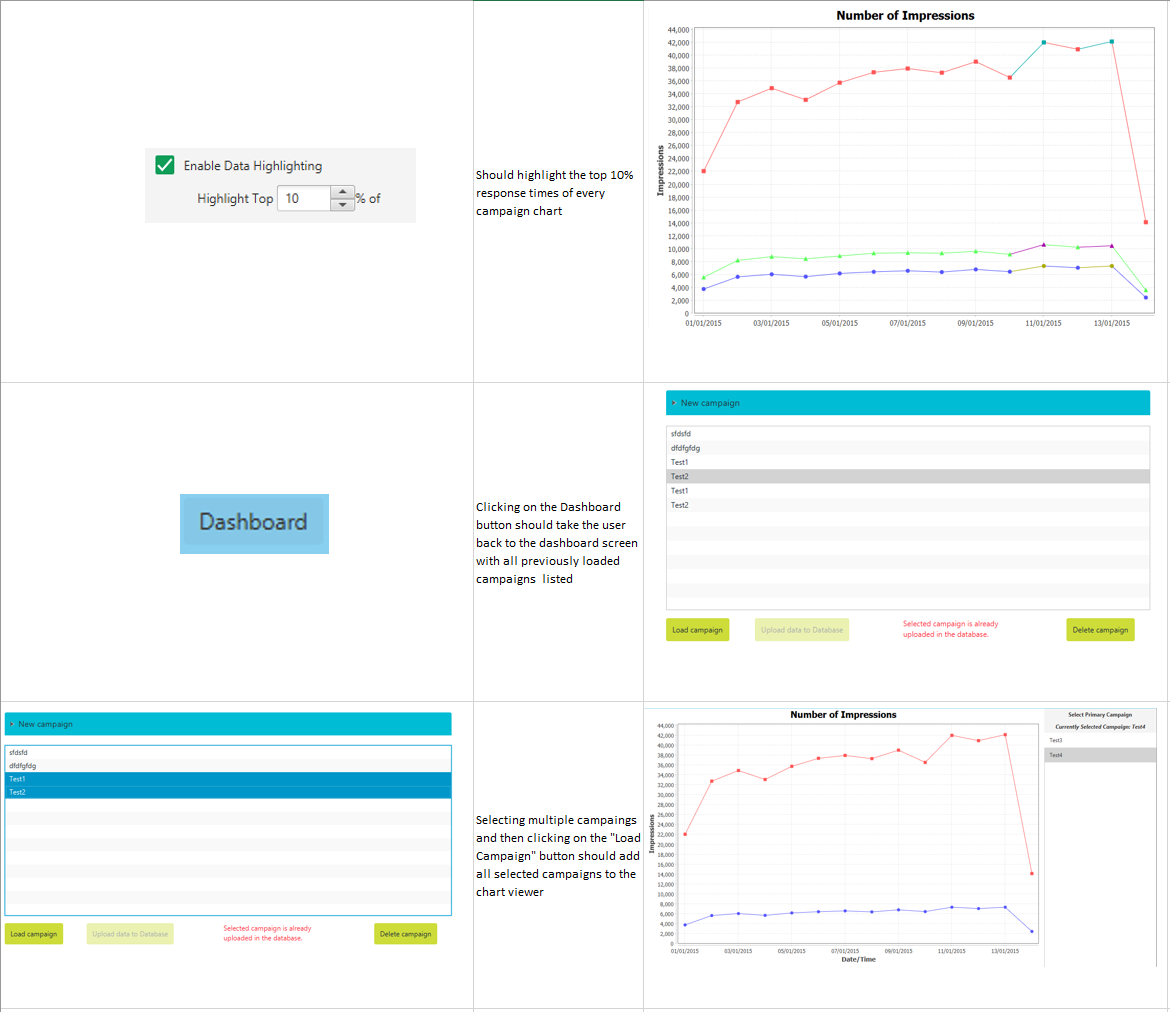 Enable Data Highlighting
Highlight Top 10 % of
Should highlight the top 10%
response times of every
campaign chart
Number of Impressions
44,000
42,000
40,000
38,000
36,000
34,000
32,000
30,000
28,000
26,000
24,000
22,000
20,000
18,000
16,000
14,000
12,000
10,000
8,000
6,000
4,000
2,000
0
Impressions
01/01/2015 03/01/2015 05/01/2015 07/01/2015 09/01/2015 11/01/2015 13/01/2015
Dashboard
Clicking on the Dashboard
button should take the user
back to the dashboard screen
with all previously loaded
campaigns listed
New campaign
sfdsfd
dfdfgfdg
Test1
Test2
Test1
Test2
Load campaign
Upload data to Database
Selected campaign is already
uploaded in the database.
Delete campaign
New campaign
sfdsfd
dfdfgfdg
Test1
Test2
Load campaign
Upload data to Database
Selected campaign is already
uploaded in the database.
Delete campaign
Selecting multiple campaings
and then clicking on the "Load
Campaign" button should add
all selected campaigns to the
chart viewer
Number of Impressions
44,000
42,000
40,000
38,000
36,000
34,000
32,000
30,000
28,000
26,000
24,000
22,000
20,000
18,000
16,000
14,000
12,000
10,000
8,000
6,000
4,000
2,000
0
Impressions
01/01/2015 03/01/2015 05/01/2015 07/01/2015 09/01/2015 11/01/2015 13/01/2015
Date/Time
Select Primary Campaign
Currently Selected Campaign: Test4
Test3
Test4